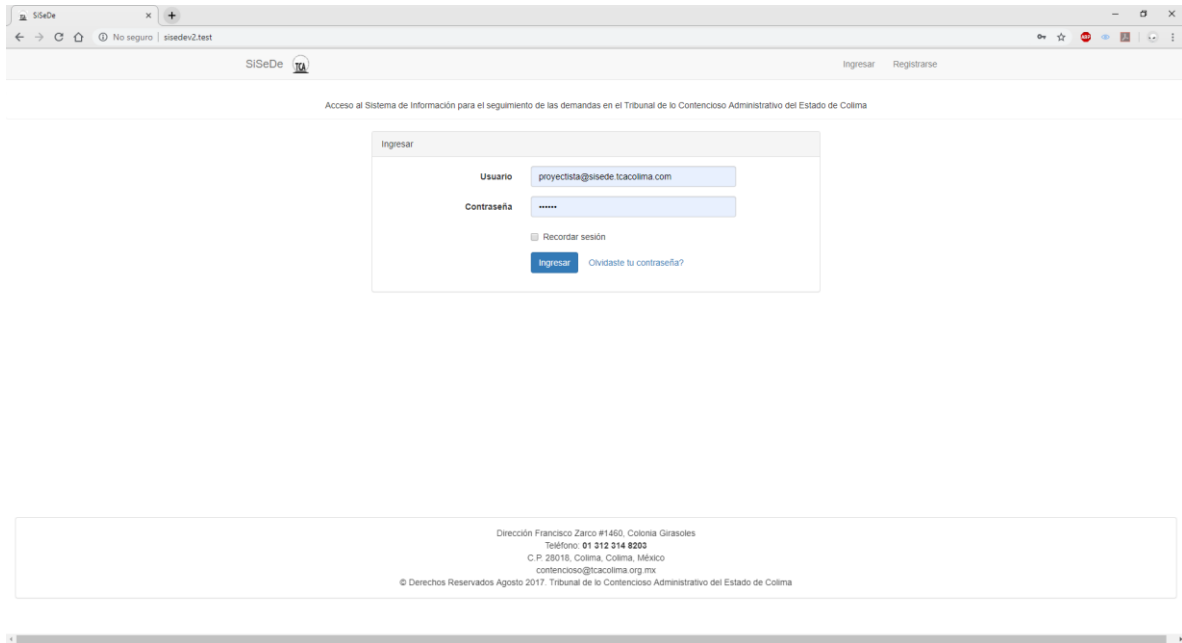 SiSeDe
No seguro | sisedev2.test
SiSeDe TCA Ingresar Registrarse
Acceso al Sistema de Información para el seguimiento de las demandas en el Tribunal de lo Contencioso Administrativo del Estado de Colima
Ingresar
Usuario proyectista@sisede.tcacolima.com
Contraseña ••••••
Recordar sesión
Ingresar Olvidaste tu contraseña?
Dirección Francisco Zarco #1460, Colonia Girasoles
Teléfono: 01 312 314 8203
C.P. 28018, Colima, Colima, México
contencioso@tcacolima.org.mx
© Derechos Reservados Agosto 2017. Tribunal de lo Contencioso Administrativo del Estado de Colima